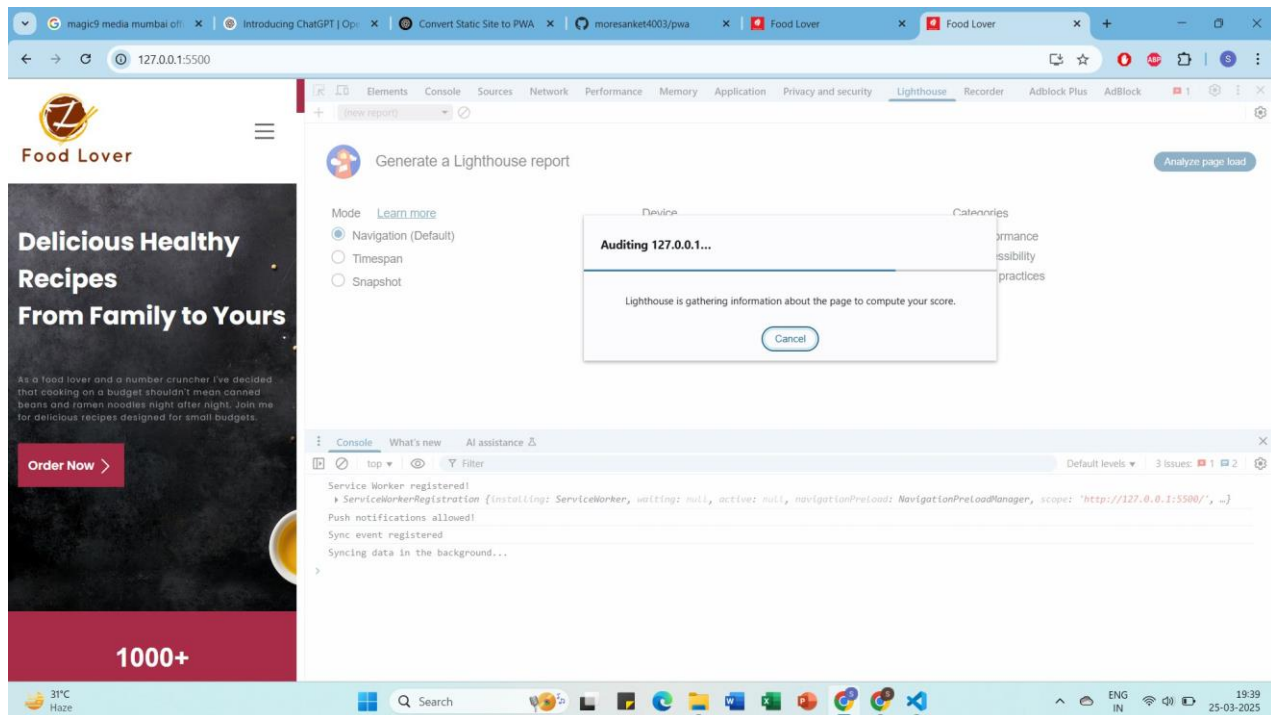 magic9 media mumbai offi
Introducing ChatGPT | Ope
Convert Static Site to PWA
moresanket4003/pwa
Food Lover
Food Lover
127.0.0.1:5500
ABP
S
Food Lover
Delicious Healthy
Recipes
From Family to Yours
As a food lover and a number cruncher I've decided
that cooking on a budget shouldn't mean canned
beans and ramen noodles night after night. Join me
for delicious recipes designed for small budgets.
Order Now
1000+
Elements Console Sources Network Performance Memory Application Privacy and security Lighthouse Recorder Adblock Plus AdBlock 1
(new report)
Generate a Lighthouse report
Analyze page load
Mode Learn more
Navigation (Default)
Timespan
Snapshot
Device
Categories
ormance
ssibility
practices
Auditing 127.0.0.1...
Lighthouse is gathering information about the page to compute your score.
Cancel
Console What's new AI assistance
top Filter Default levels 3 Issues: 1 2
Service Worker registered!
ServiceWorkerRegistration {installing: ServiceWorker, waiting: null, active: null, navigationPreload: NavigationPreloadManager, scope: 'http://127.0.0.1:5500/', …}
Push notifications allowed!
Sync event registered
Syncing data in the background...
31°C
Haze
Search
ENG
IN
19:39
25-03-2025